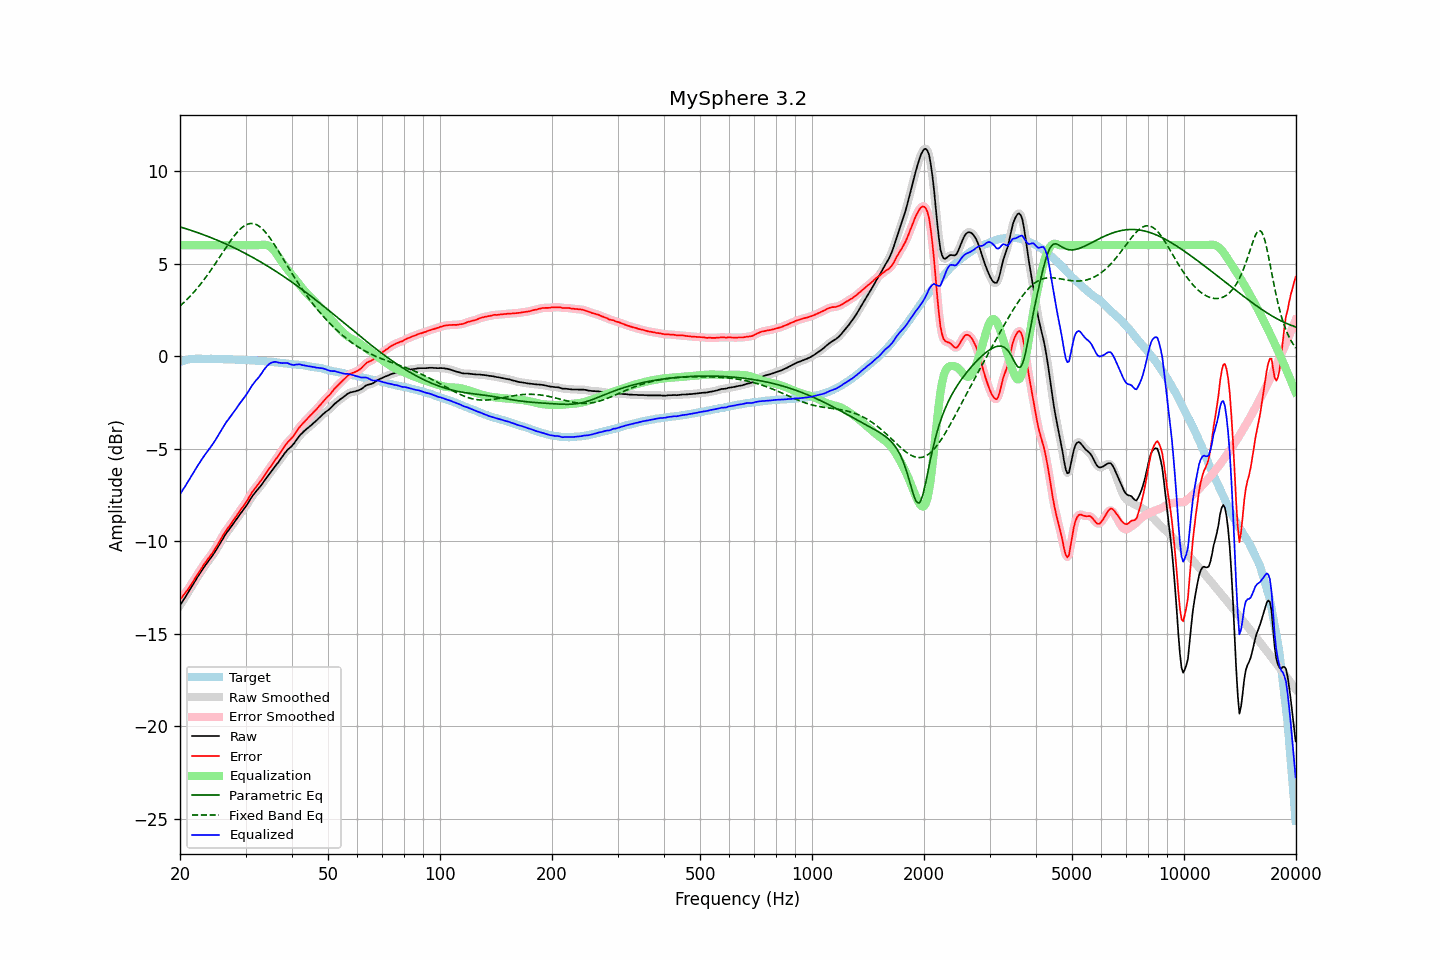 MySphere 3.2
Amplitude (dBr)
10
5
0
−5
−10
−15
−20
−25
Target
Raw Smoothed
Error Smoothed
Raw
Error
Equalization
Parametric Eq
Fixed Band Eq
Equalized
20 50 100 200 500 1000 2000 5000 10000 20000
Frequency (Hz)